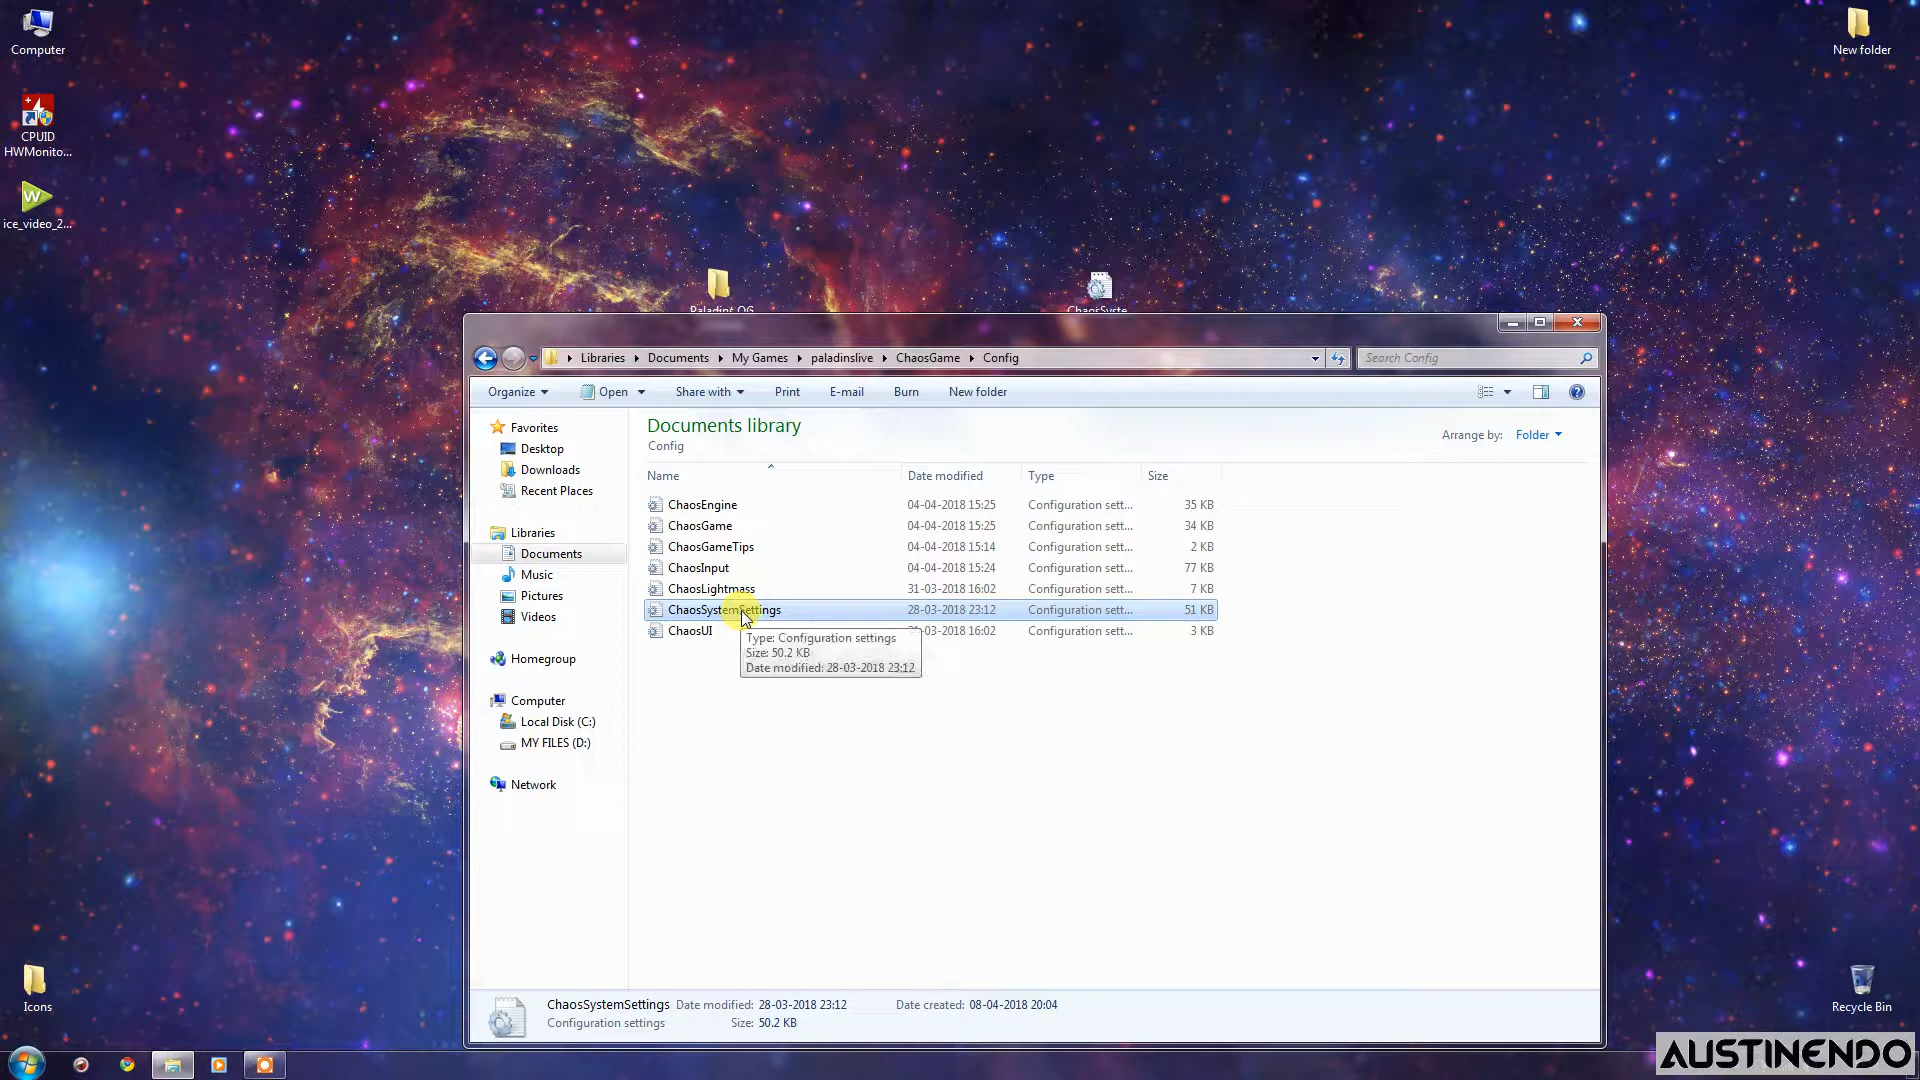 Computer
New folder
CPUID
HWMonito...
W
ice_video_2...
Paladins OG
ChaosSyste
Libraries
Documents
My Games
paladinslive
ChaosGame
Config
Search Config
Organize
Open
Share with
Print
E-mail
Burn
New folder
Documents library
Config
Arrange by: Folder
Name
Date modified
Type
Size
ChaosEngine 04-04-2018 15:25 Configuration sett... 35 KB
ChaosGame 04-04-2018 15:25 Configuration sett... 34 KB
ChaosGameTips 04-04-2018 15:14 Configuration sett... 2 KB
ChaosInput 04-04-2018 15:24 Configuration sett... 77 KB
ChaosLightmass 31-03-2018 16:02 Configuration sett... 7 KB
ChaosSystemSettings 28-03-2018 23:12 Configuration sett... 51 KB
ChaosUI -03-2018 16:02 Configuration sett... 3 KB
Type: Configuration settings
Size: 50.2 KB
Date modified: 28-03-2018 23:12
Favorites
Desktop
Downloads
Recent Places
Libraries
Documents
Music
Pictures
Videos
Homegroup
Computer
Local Disk (C:)
MY FILES (D:)
Network
ChaosSystemSettings Date modified: 28-03-2018 23:12 Date created: 08-04-2018 20:04
Configuration settings Size: 50.2 KB
Icons
Recycle Bin
AUSTINENDO